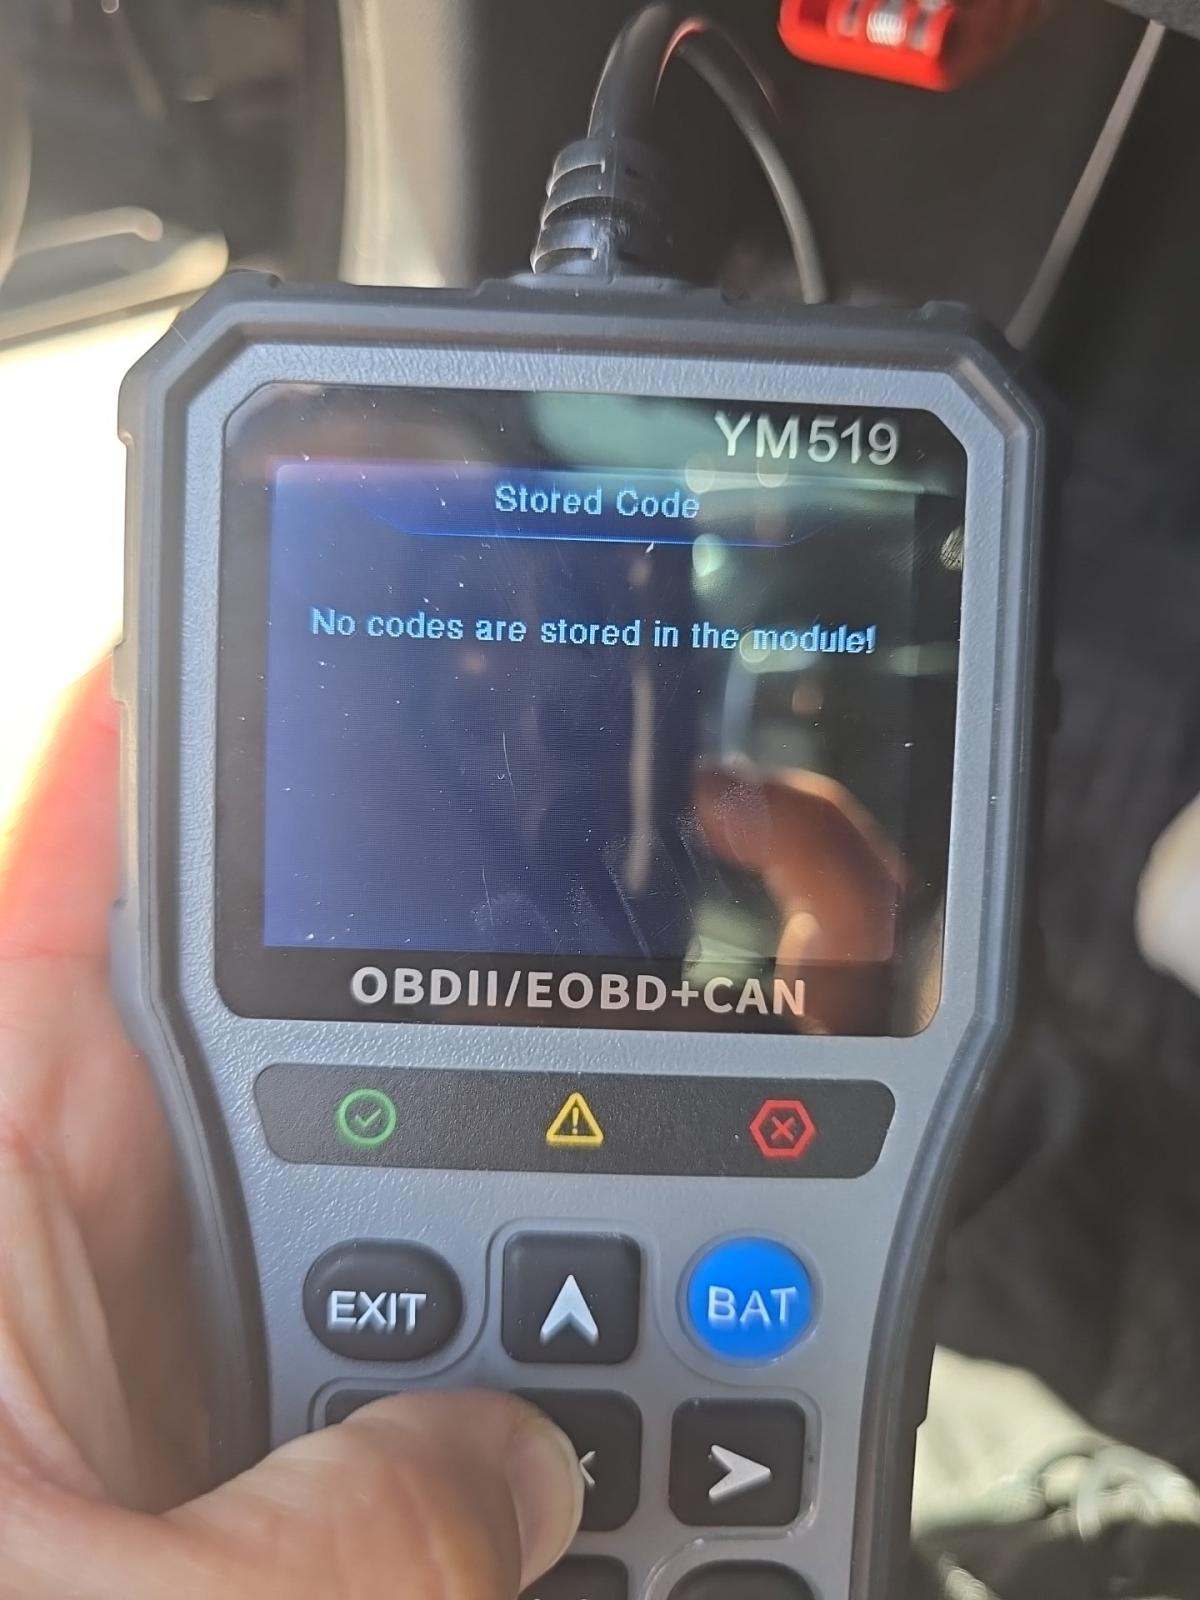 YM519
Stored Code
No codes are stored in the module!
OBDII/EOBD+CAN
EXIT
BAT